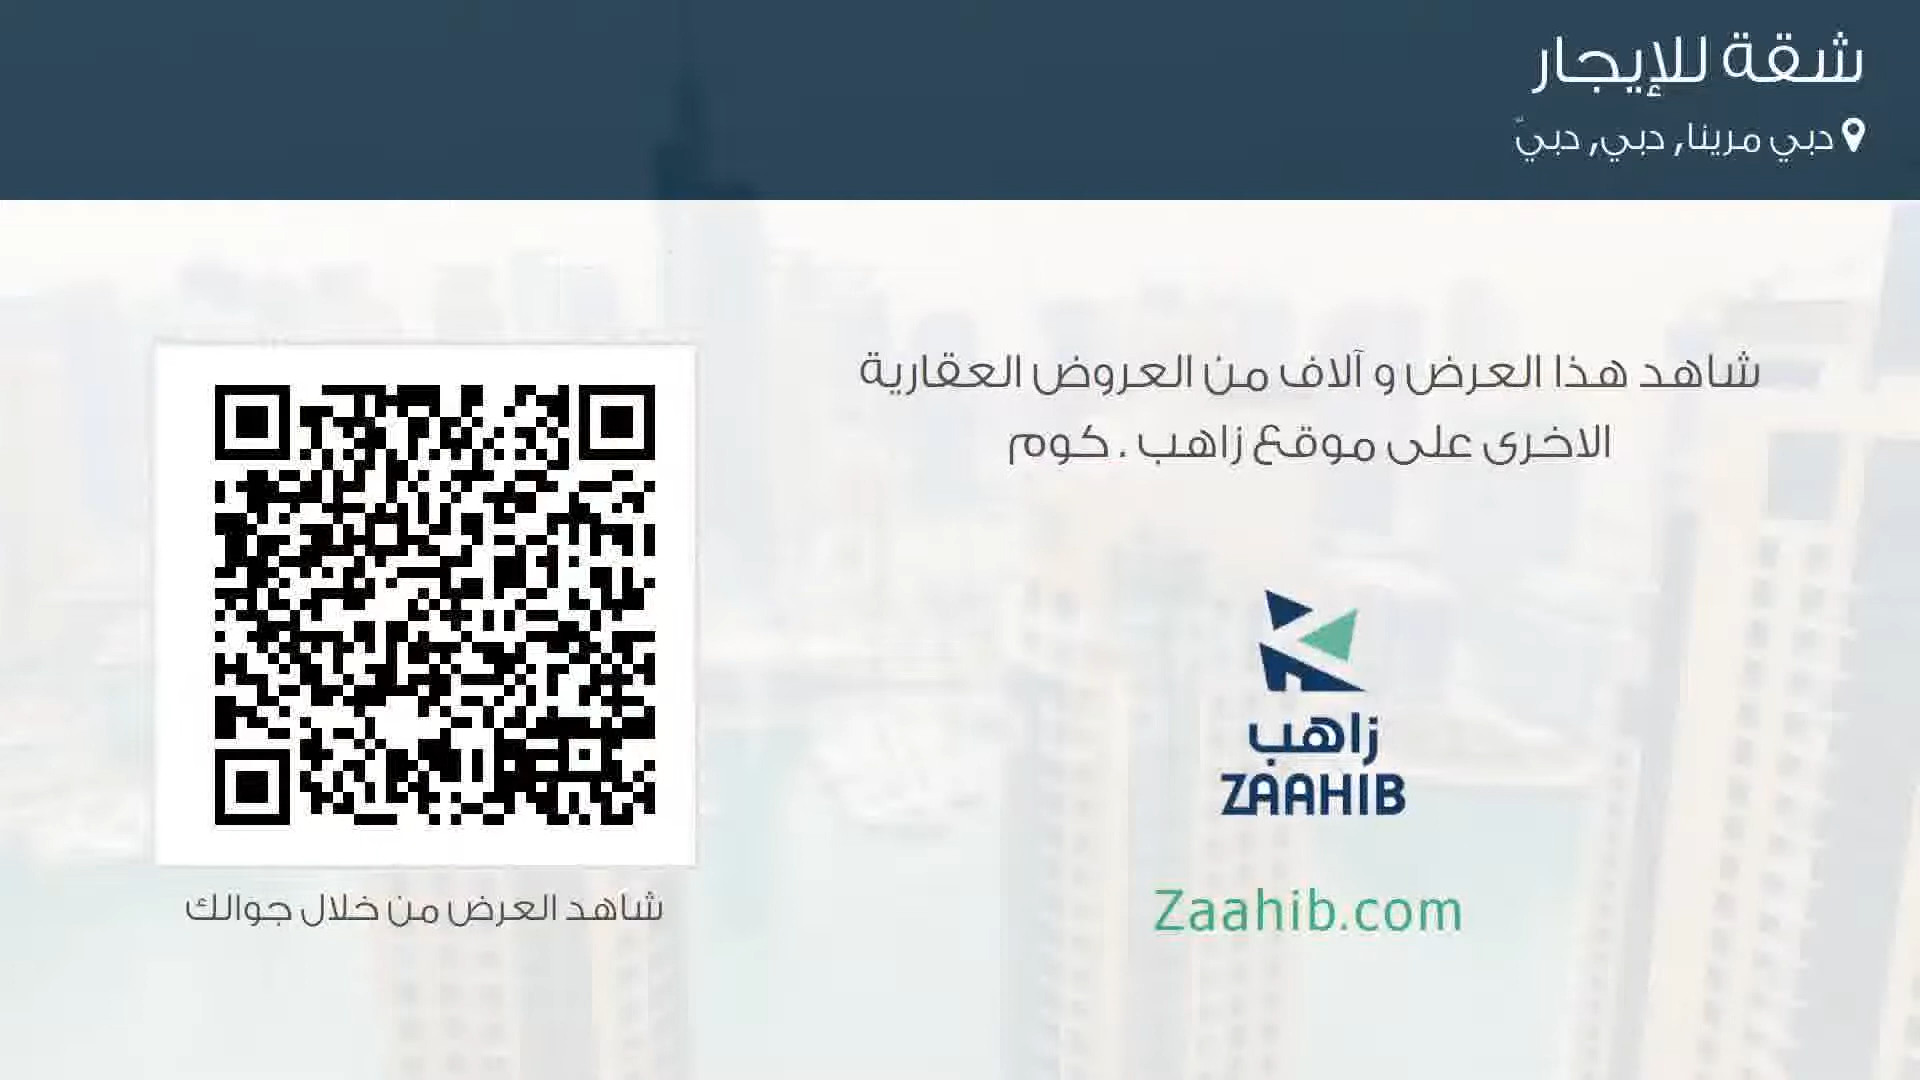 شقة للإيجار
دبي مرينا, دبي, دبيّ
شاهد هذا العرض و آلاف من العروض العقارية
الاخرى على موقع زاهب . كوم
زاهب
ZAAHIB
Zaahib.com
شاهد العرض من خلال جوالك